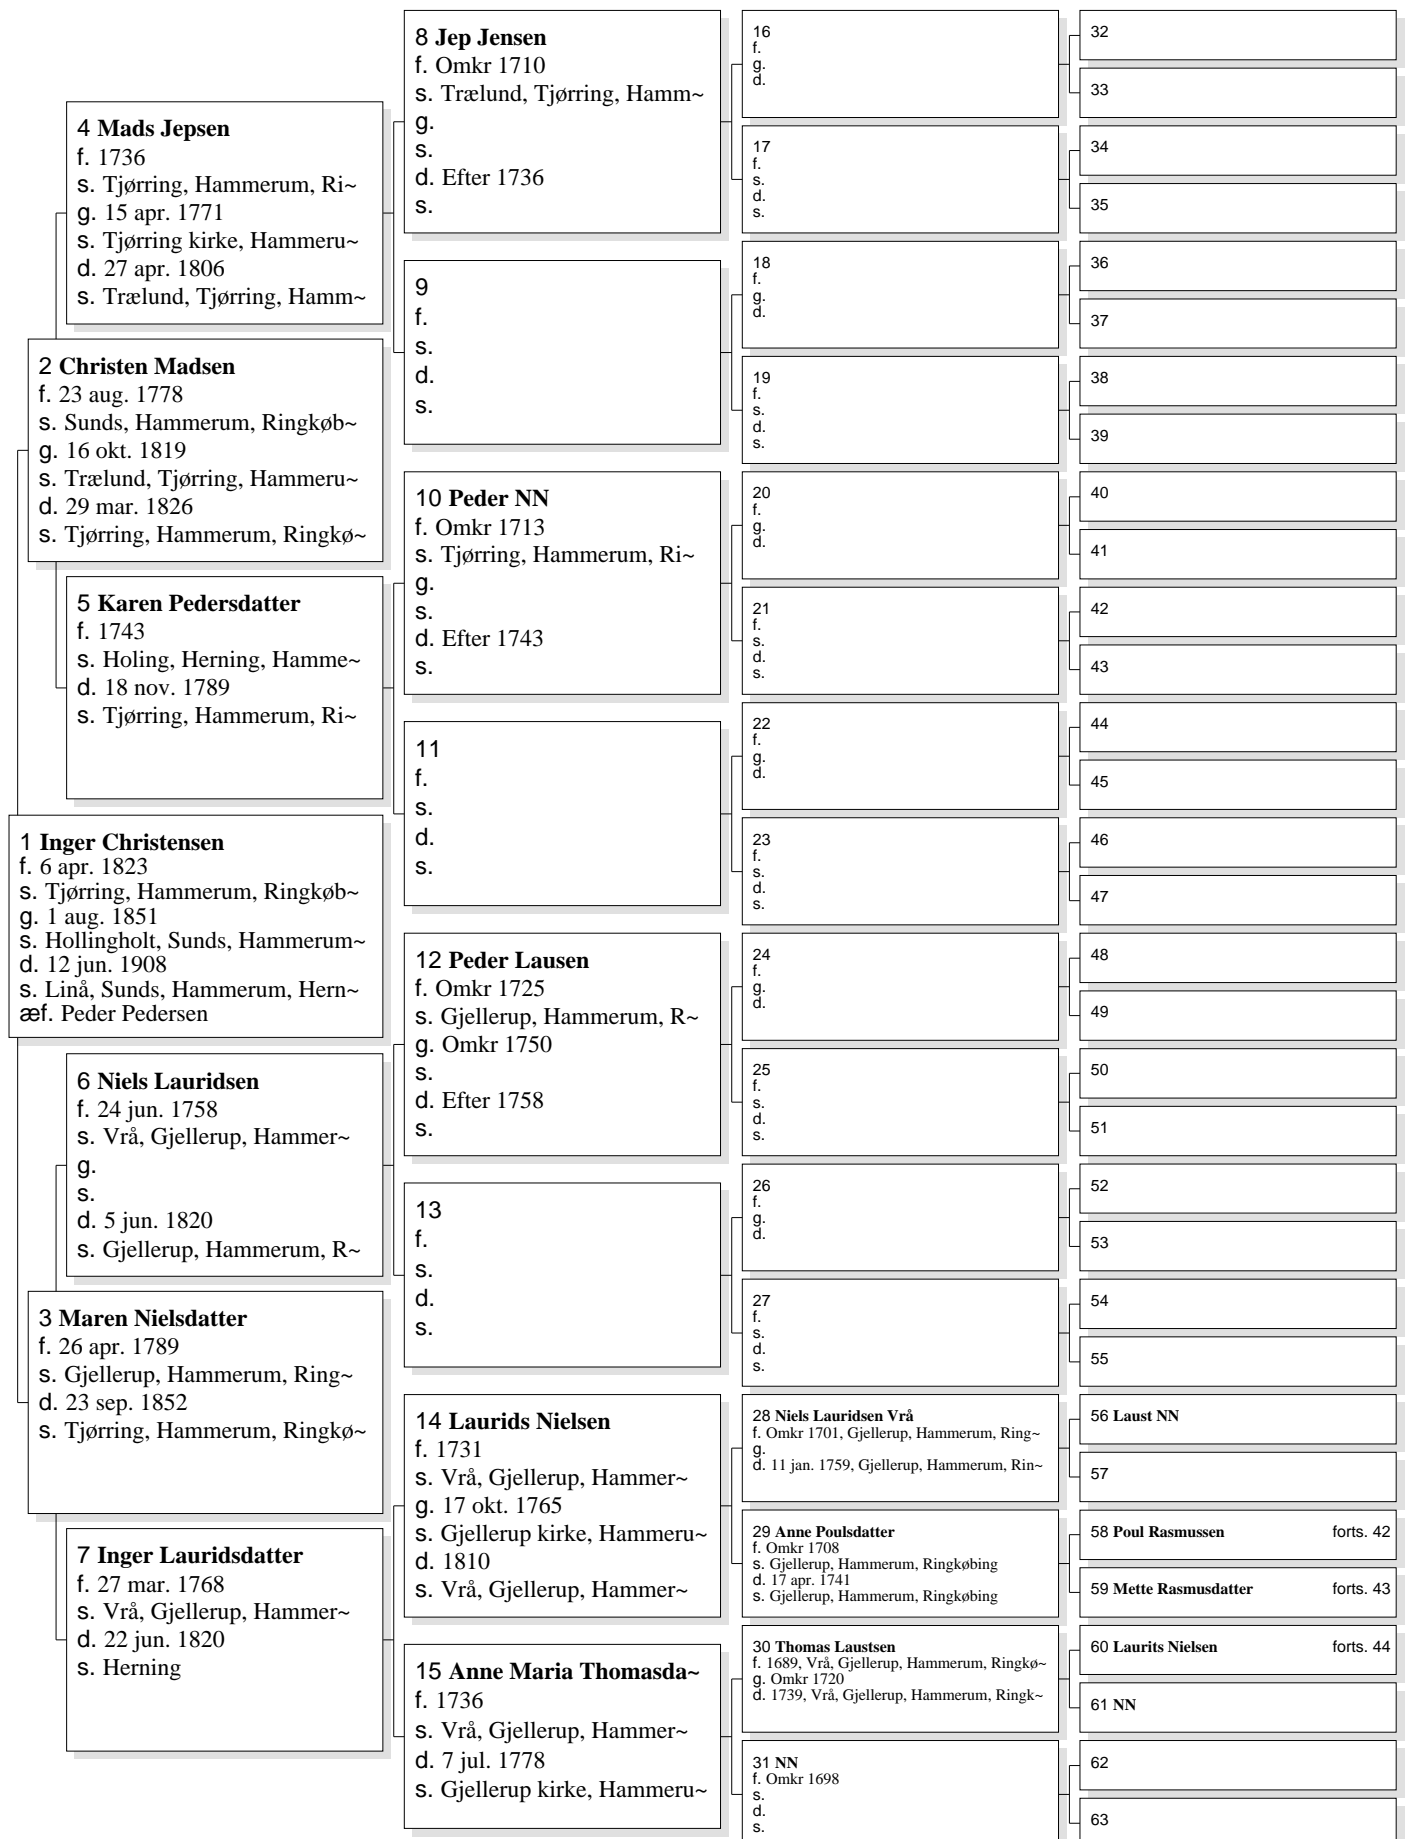 8 Jep Jensen
f. Omkr 1710
s. Trælund, Tjørring, Hamm~
g.
s.
d. Efter 1736
s.
4 Mads Jepsen
f. 1736
s. Tjørring, Hammerum, Ri~
g. 15 apr. 1771
s. Tjørring kirke, Hammeru~
d. 27 apr. 1806
s. Trælund, Tjørring, Hamm~
9
f.
s.
d.
s.
2 Christen Madsen
f. 23 aug. 1778
s. Sunds, Hammerum, Ringkøb~
g. 16 okt. 1819
s. Trælund, Tjørring, Hammeru~
d. 29 mar. 1826
s. Tjørring, Hammerum, Ringkø~
10 Peder NN
f. Omkr 1713
s. Tjørring, Hammerum, Ri~
g.
s.
d. Efter 1743
s.
5 Karen Pedersdatter
f. 1743
s. Holing, Herning, Hamme~
d. 18 nov. 1789
s. Tjørring, Hammerum, Ri~
11
f.
s.
d.
s.
1 Inger Christensen
f. 6 apr. 1823
s. Tjørring, Hammerum, Ringkøb~
g. 1 aug. 1851
s. Hollingholt, Sunds, Hammerum~
d. 12 jun. 1908
s. Linå, Sunds, Hammerum, Hern~
æf. Peder Pedersen
12 Peder Lausen
f. Omkr 1725
s. Gjellerup, Hammerum, R~
g. Omkr 1750
s.
d. Efter 1758
s.
6 Niels Lauridsen
f. 24 jun. 1758
s. Vrå, Gjellerup, Hammer~
g.
s.
d. 5 jun. 1820
s. Gjellerup, Hammerum, R~
13
f.
s.
d.
s.
3 Maren Nielsdatter
f. 26 apr. 1789
s. Gjellerup, Hammerum, Ring~
d. 23 sep. 1852
s. Tjørring, Hammerum, Ringkø~
14 Laurids Nielsen
f. 1731
s. Vrå, Gjellerup, Hammer~
g. 17 okt. 1765
s. Gjellerup kirke, Hammeru~
d. 1810
s. Vrå, Gjellerup, Hammer~
7 Inger Lauridsdatter
f. 27 mar. 1768
s. Vrå, Gjellerup, Hammer~
d. 22 jun. 1820
s. Herning
15 Anne Maria Thomasda~
f. 1736
s. Vrå, Gjellerup, Hammer~
d. 7 jul. 1778
s. Gjellerup kirke, Hammeru~
16
f.
g.
d.
17
f.
s.
d.
s.
18
f.
g.
d.
19
f.
s.
d.
s.
20
f.
g.
d.
21
f.
s.
d.
s.
22
f.
g.
d.
23
f.
s.
d.
s.
24
f.
g.
d.
25
f.
s.
d.
s.
26
f.
g.
d.
27
f.
s.
d.
s.
28 Niels Lauridsen Vrå
f. Omkr 1701, Gjellerup, Hammerum, Ring~
g.
d. 11 jan. 1759, Gjellerup, Hammerum, Rin~
29 Anne Poulsdatter
f. Omkr 1708
s. Gjellerup, Hammerum, Ringkøbing
d. 17 apr. 1741
s. Gjellerup, Hammerum, Ringkøbing
30 Thomas Laustsen
f. 1689, Vrå, Gjellerup, Hammerum, Ringkø~
g. Omkr 1720
d. 1739, Vrå, Gjellerup, Hammerum, Ringk~
31 NN
f. Omkr 1698
s.
d.
s.
32
33
34
35
36
37
38
39
40
41
42
43
44
45
46
47
48
49
50
51
52
53
54
55
56 Laust NN
57
58 Poul Rasmussen forts. 42
59 Mette Rasmusdatter forts. 43
60 Laurits Nielsen forts. 44
61 NN
62
63